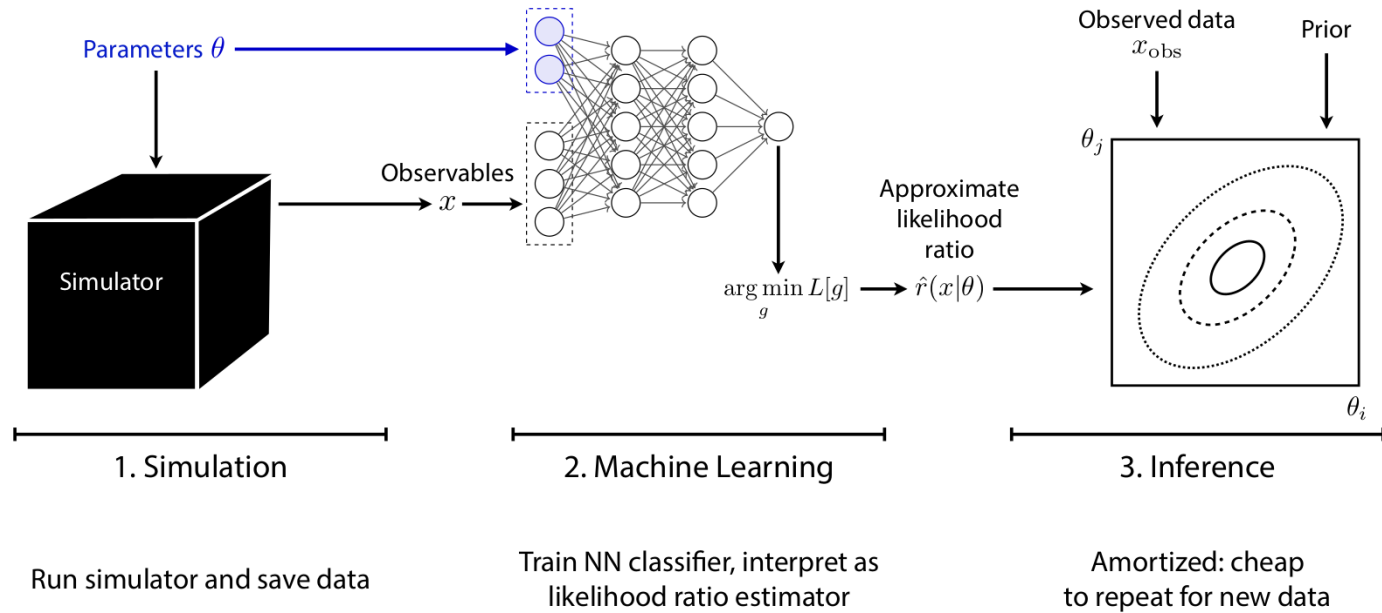 Parameters θ
Simulator
Observables
x
arg min L[g]
g
Approximate
likelihood
ratio
r̂(x|θ)
Observed data
x_obs
Prior
θ_j
θ_i
1. Simulation
2. Machine Learning
3. Inference
Run simulator and save data
Train NN classifier, interpret as
likelihood ratio estimator
Amortized: cheap
to repeat for new data